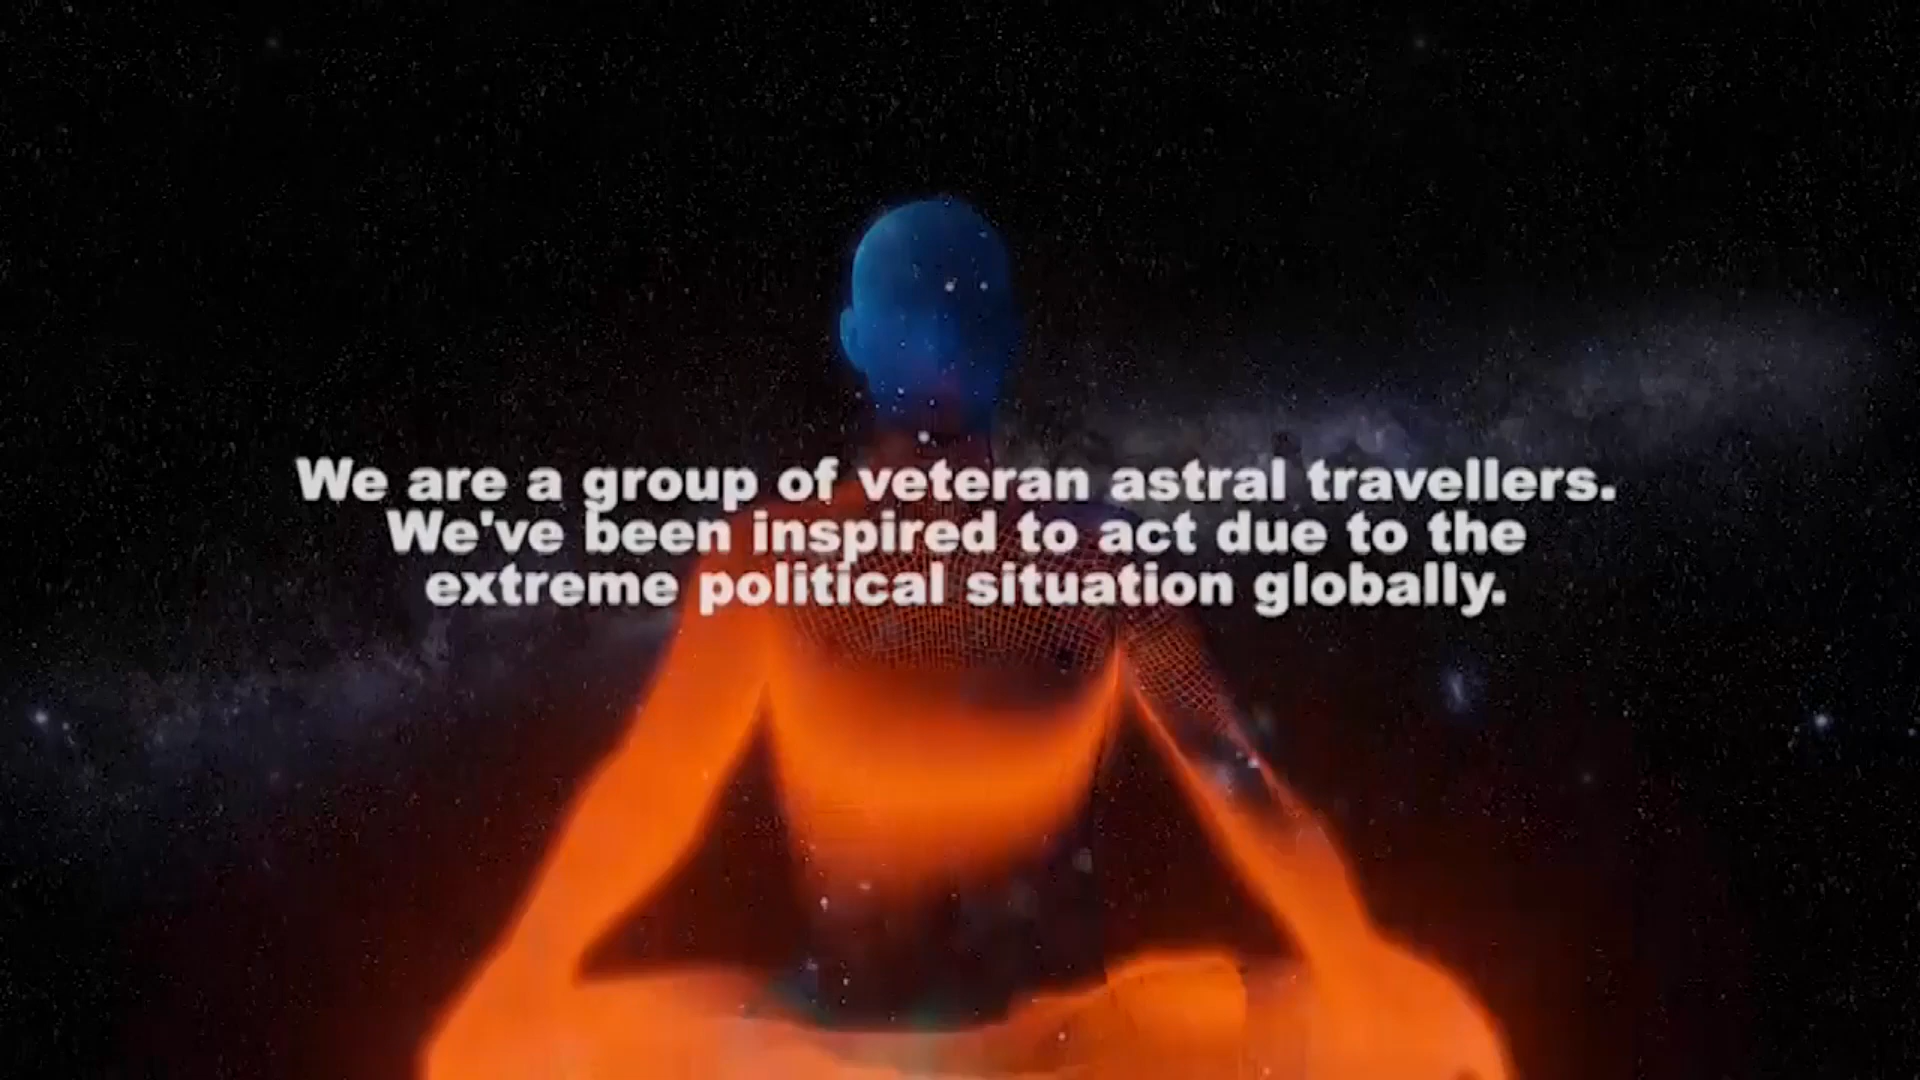 We are a group of veteran astral travellers.
We've been inspired to act due to the
extreme political situation globally.